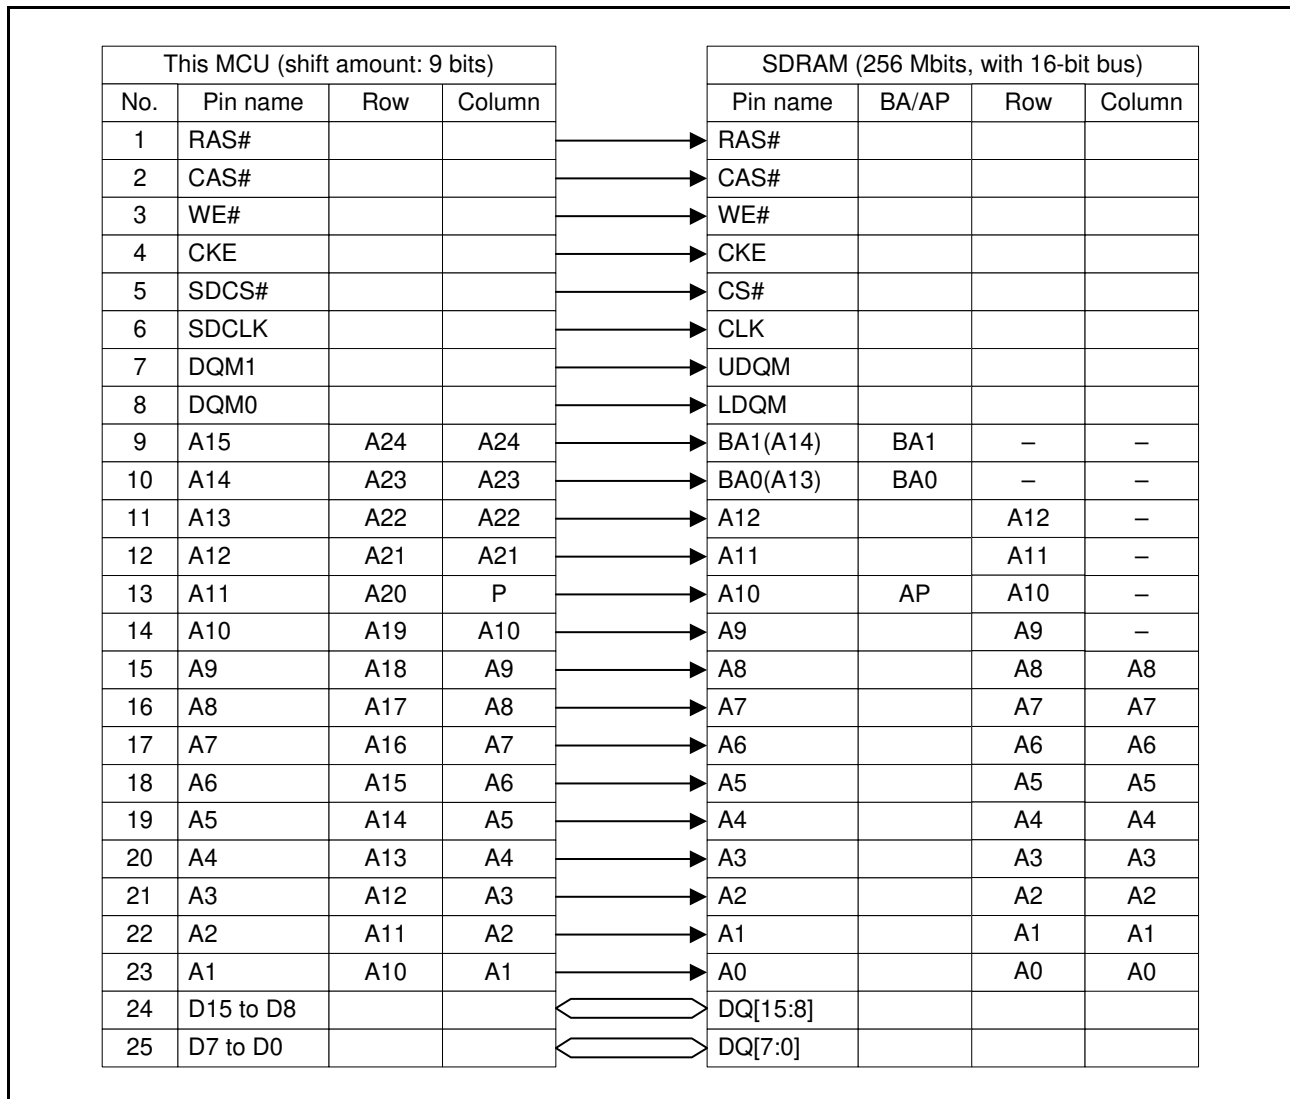 This MCU (shift amount: 9 bits) SDRAM (256 Mbits, with 16-bit bus)
No. Pin name Row Column Pin name BA/AP Row Column
1 RAS# RAS#
2 CAS# CAS#
3 WE# WE#
4 CKE CKE
5 SDCS# CS#
6 SDCLK CLK
7 DQM1 UDQM
8 DQM0 LDQM
9 A15 A24 A24 BA1(A14) BA1 – –
10 A14 A23 A23 BA0(A13) BA0 – –
11 A13 A22 A22 A12 A12 –
12 A12 A21 A21 A11 A11 –
13 A11 A20 P A10 AP A10 –
14 A10 A19 A10 A9 A9 –
15 A9 A18 A9 A8 A8 A8
16 A8 A17 A8 A7 A7 A7
17 A7 A16 A7 A6 A6 A6
18 A6 A15 A6 A5 A5 A5
19 A5 A14 A5 A4 A4 A4
20 A4 A13 A4 A3 A3 A3
21 A3 A12 A3 A2 A2 A2
22 A2 A11 A2 A1 A1 A1
23 A1 A10 A1 A0 A0 A0
24 D15 to D8 DQ[15:8]
25 D7 to D0 DQ[7:0]